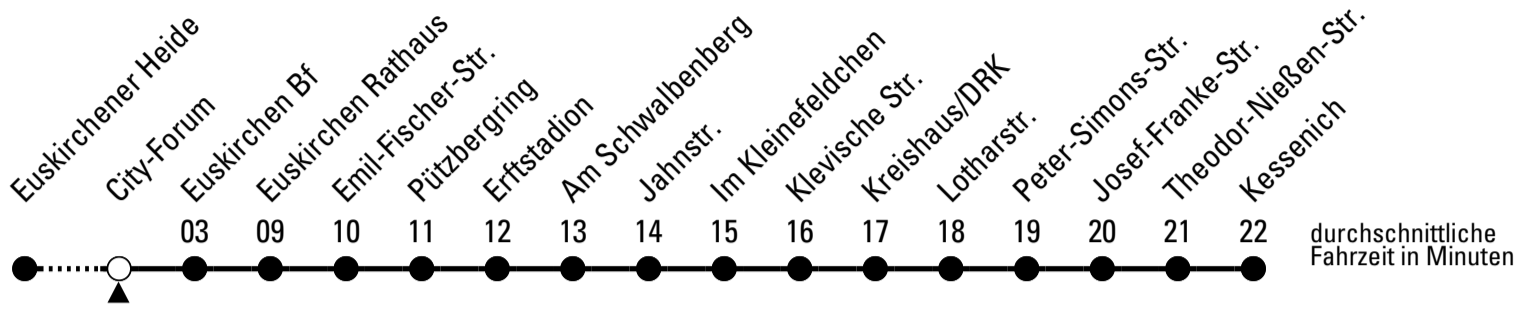 Euskirchener Heide
City-Forum
Euskirchen Bf
Euskirchen Rathaus
Emil-Fischer-Str.
Pützbergring
Erftstadion
Am Schwalbenberg
Jahnstr.
Im Kleinefeldchen
Klevische Str.
Kreishaus/DRK
Lotharstr.
Peter-Simons-Str.
Josef-Franke-Str.
Theodor-Nießen-Str.
Kessenich
03 09 10 11 12 13 14 15 16 17 18 19 20 21 22
durchschnittliche
Fahrzeit in Minuten